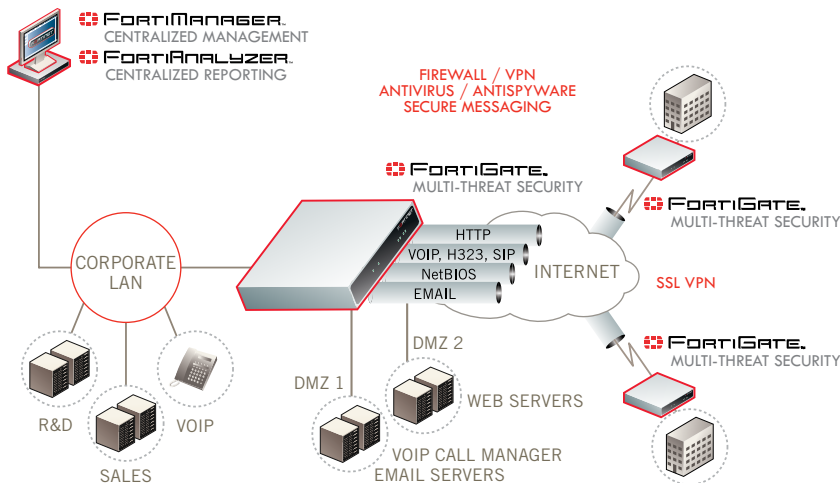 FORTIMANAGER.
CENTRALIZED MANAGEMENT
FORTIANALYZER.
CENTRALIZED REPORTING
FIREWALL / VPN
ANTIVIRUS / ANTISPYWARE
SECURE MESSAGING
FORTIGATE.
MULTI-THREAT SECURITY
FORTIGATE.
MULTI-THREAT SECURITY
HTTP
VOIP, H323, SIP
NetBIOS
EMAIL
INTERNET
CORPORATE
LAN
SSL VPN
FORTIGATE.
MULTI-THREAT SECURITY
DMZ 1
DMZ 2
R&D
SALES
VOIP
WEB SERVERS
VOIP CALL MANAGER
EMAIL SERVERS